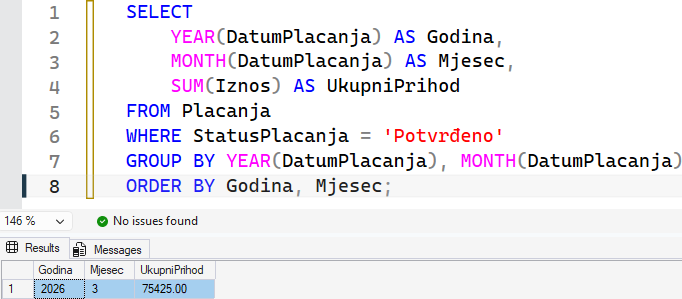 1 SELECT
2 YEAR(DatumPlacanja) AS Godina,
3 MONTH(DatumPlacanja) AS Mjesec,
4 SUM(Iznos) AS UkupniPrihod
5 FROM Placanja
6 WHERE StatusPlacanja = 'Potvrđeno'
7 GROUP BY YEAR(DatumPlacanja), MONTH(DatumPlacanja)
8 ORDER BY Godina, Mjesec;
146 % No issues found
Results Messages
Godina Mjesec UkupniPrihod
1 2026 3 75425.00